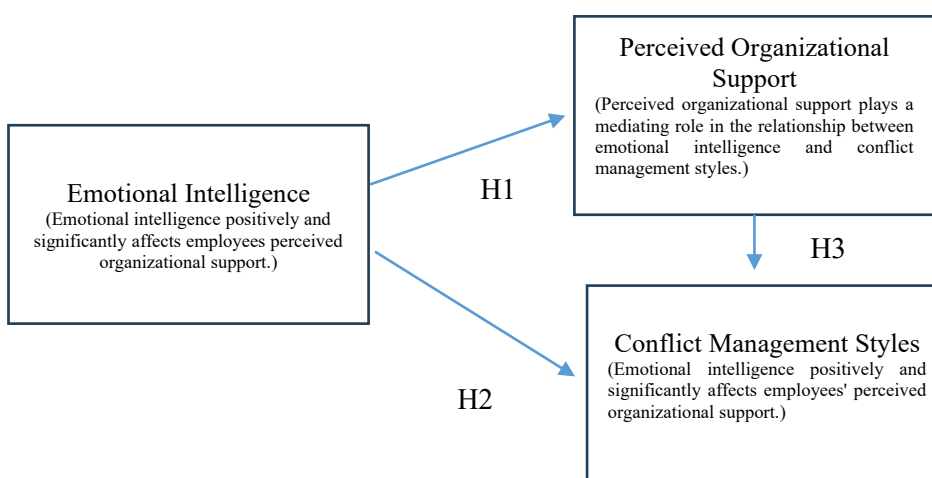 Perceived Organizational
Support
(Perceived organizational support plays a
mediating role in the relationship between
emotional intelligence and conflict
management styles.)
Emotional Intelligence
(Emotional intelligence positively and
significantly affects employees perceived
organizational support.)
H1
H3
Conflict Management Styles
(Emotional intelligence positively and
significantly affects employees' perceived
organizational support.)
H2